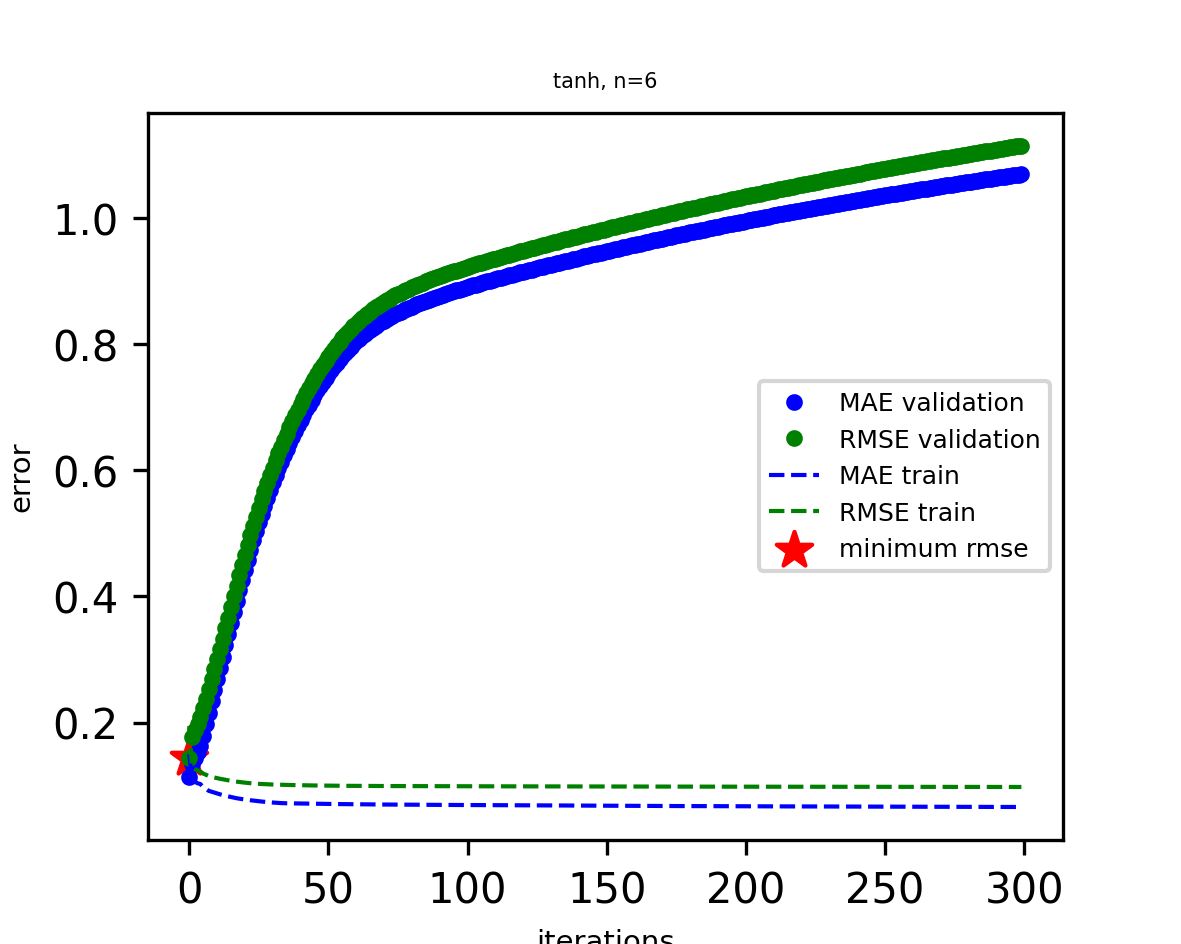 tanh, n=6
error
1.0
0.8
0.6
0.4
0.2
MAE validation
RMSE validation
MAE train
RMSE train
minimum rmse
0 50 100 150 200 250 300
iterations